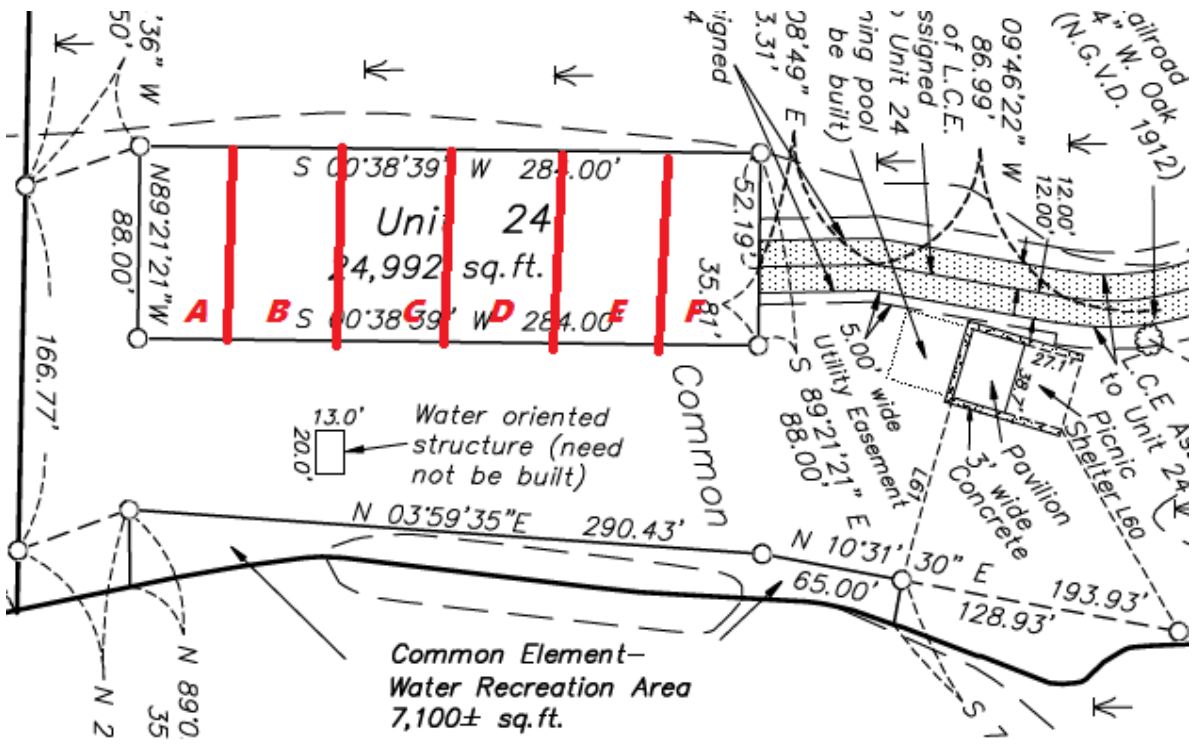 '36" W
50'
signed
08'49" E
3.31'
ning pool
be built)
ssigned
Unit 24
09°46'22" W
86.99'
of L.C.E.
ailroad
4" W. Oak
(N.G.V.D. 1912)
12.00'
12.00'
S 00°38'39" W 284.00'
N89°21'21"W
88.00'
Unit 24
24,992 sq.ft.
52.19'
35.81'
A B C D E F
S 00°38'39" W 284.00'
166.77'
13.0'
20.0'
Water oriented
structure (need
not be built)
Common
5.00' wide
Utility Easement
S 89°21'21" E
88.00'
27.1'
38.7'
L.C.E As
to Unit 24
Picnic
Shelter
L60
L61
Pavilion
3' wide
Concrete
N 03°59'35"E 290.43'
N 10°31'30" E
65.00'
193.93'
128.93'
N 2
N 89°0
35
Common Element-
Water Recreation Area
7,100± sq.ft.
S 7